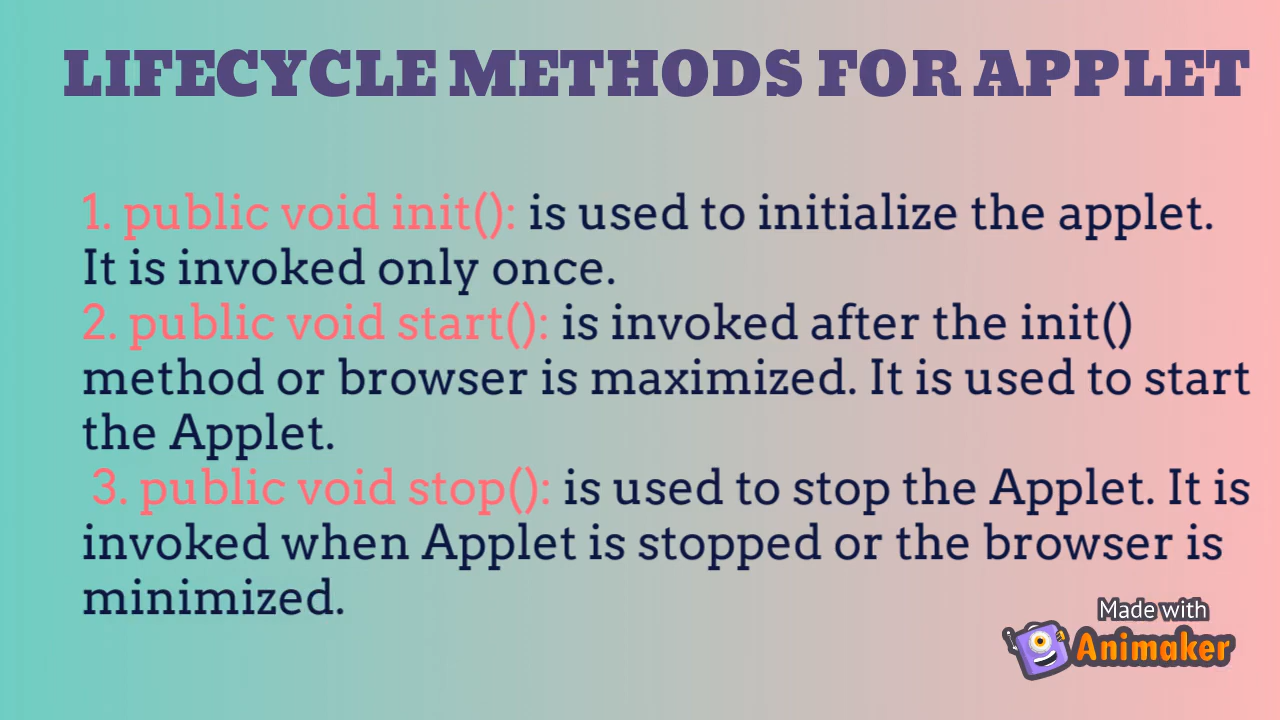 LIFECYCLE METHODS FOR APPLET
1. public void init(): is used to initialize the applet.
It is invoked only once.
2. public void start(): is invoked after the init()
method or browser is maximized. It is used to start
the Applet.
3. public void stop(): is used to stop the Applet. It is
invoked when Applet is stopped or the browser is
minimized.
Made with
Animaker